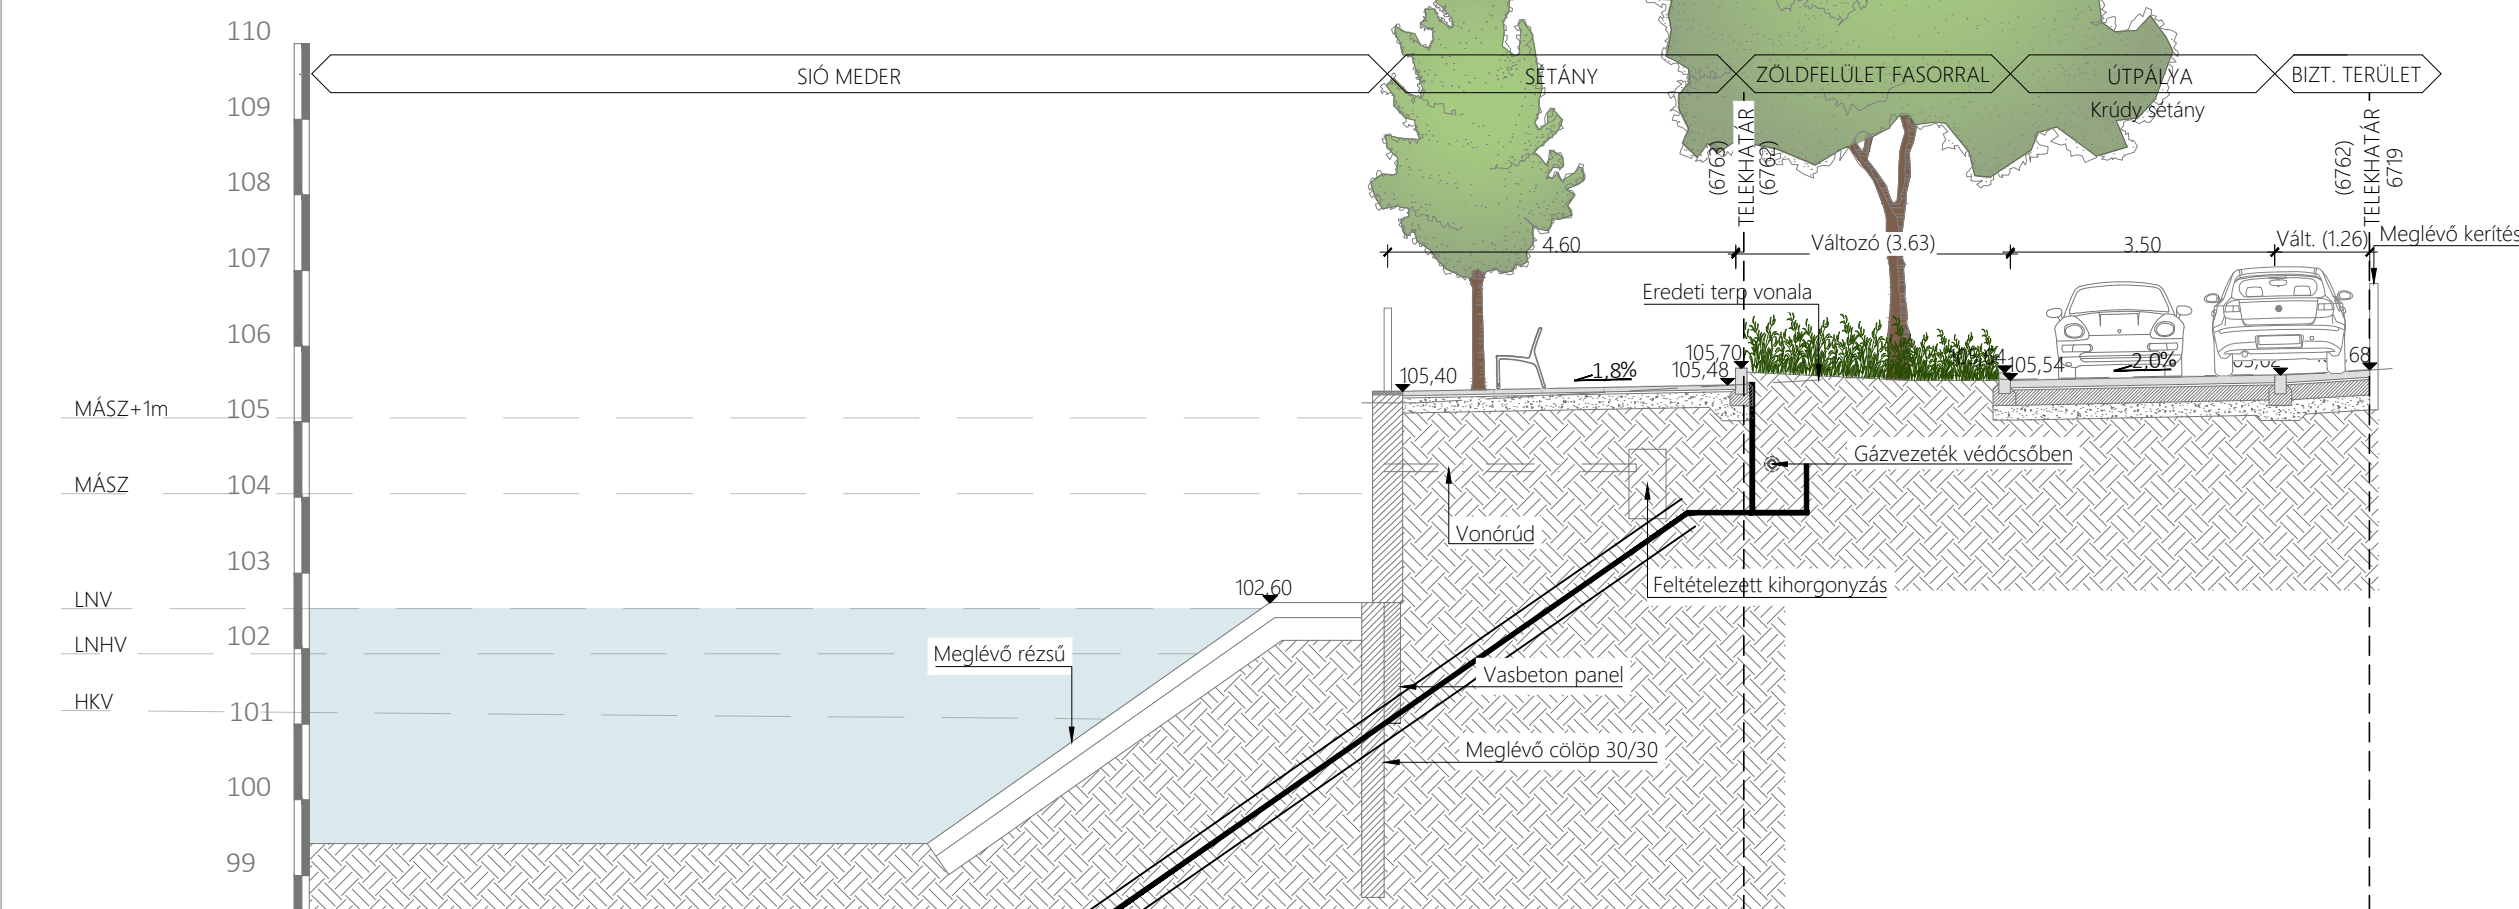 110
109
108
107
106
105
104
103
102
101
100
99
MÁSZ+1m
MÁSZ
LNV
LNHV
HKV
SIÓ MEDER
SÉTÁNY
ZÖLDFELÜLET FASORRAL
ÚTPÁLYA
BIZT. TERÜLET
Krúdy sétány
(6763)
TELEKHATÁR
(6762)
(6762)
TELEKHATÁR
6719
4.60
Változó (3.63)
3.50
Vált. (1.26)
Meglévő kerítés
Eredeti terp vonala
105,70
105,40
1,8%
105,48
105,54
2,0%
Gázvezeték védőcsőben
Vonórúd
Feltételezett kihorgonyzás
102,60
Meglévő rézsű
Vasbeton panel
Meglévő cölöp 30/30